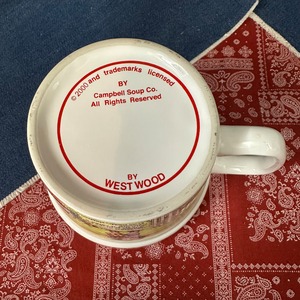 © 2000 and trademarks licensed
BY
Campbell Soup Co.
All Rights Reserved
BY
WESTWOOD